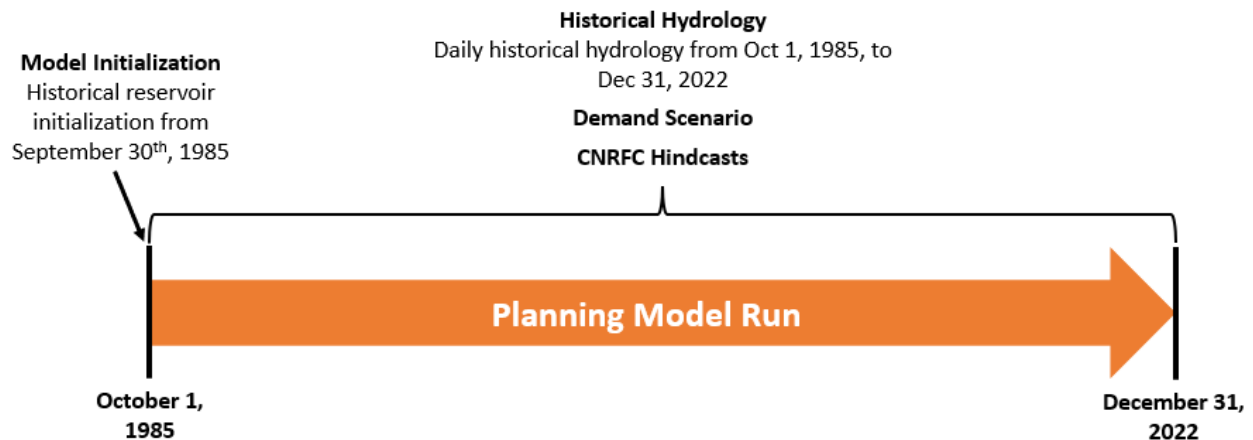 Model Initialization
Historical reservoir
initialization from
September 30th, 1985
Historical Hydrology
Daily historical hydrology from Oct 1, 1985, to
Dec 31, 2022
Demand Scenario
CNRFC Hindcasts
Planning Model Run
October 1,
1985
December 31,
2022